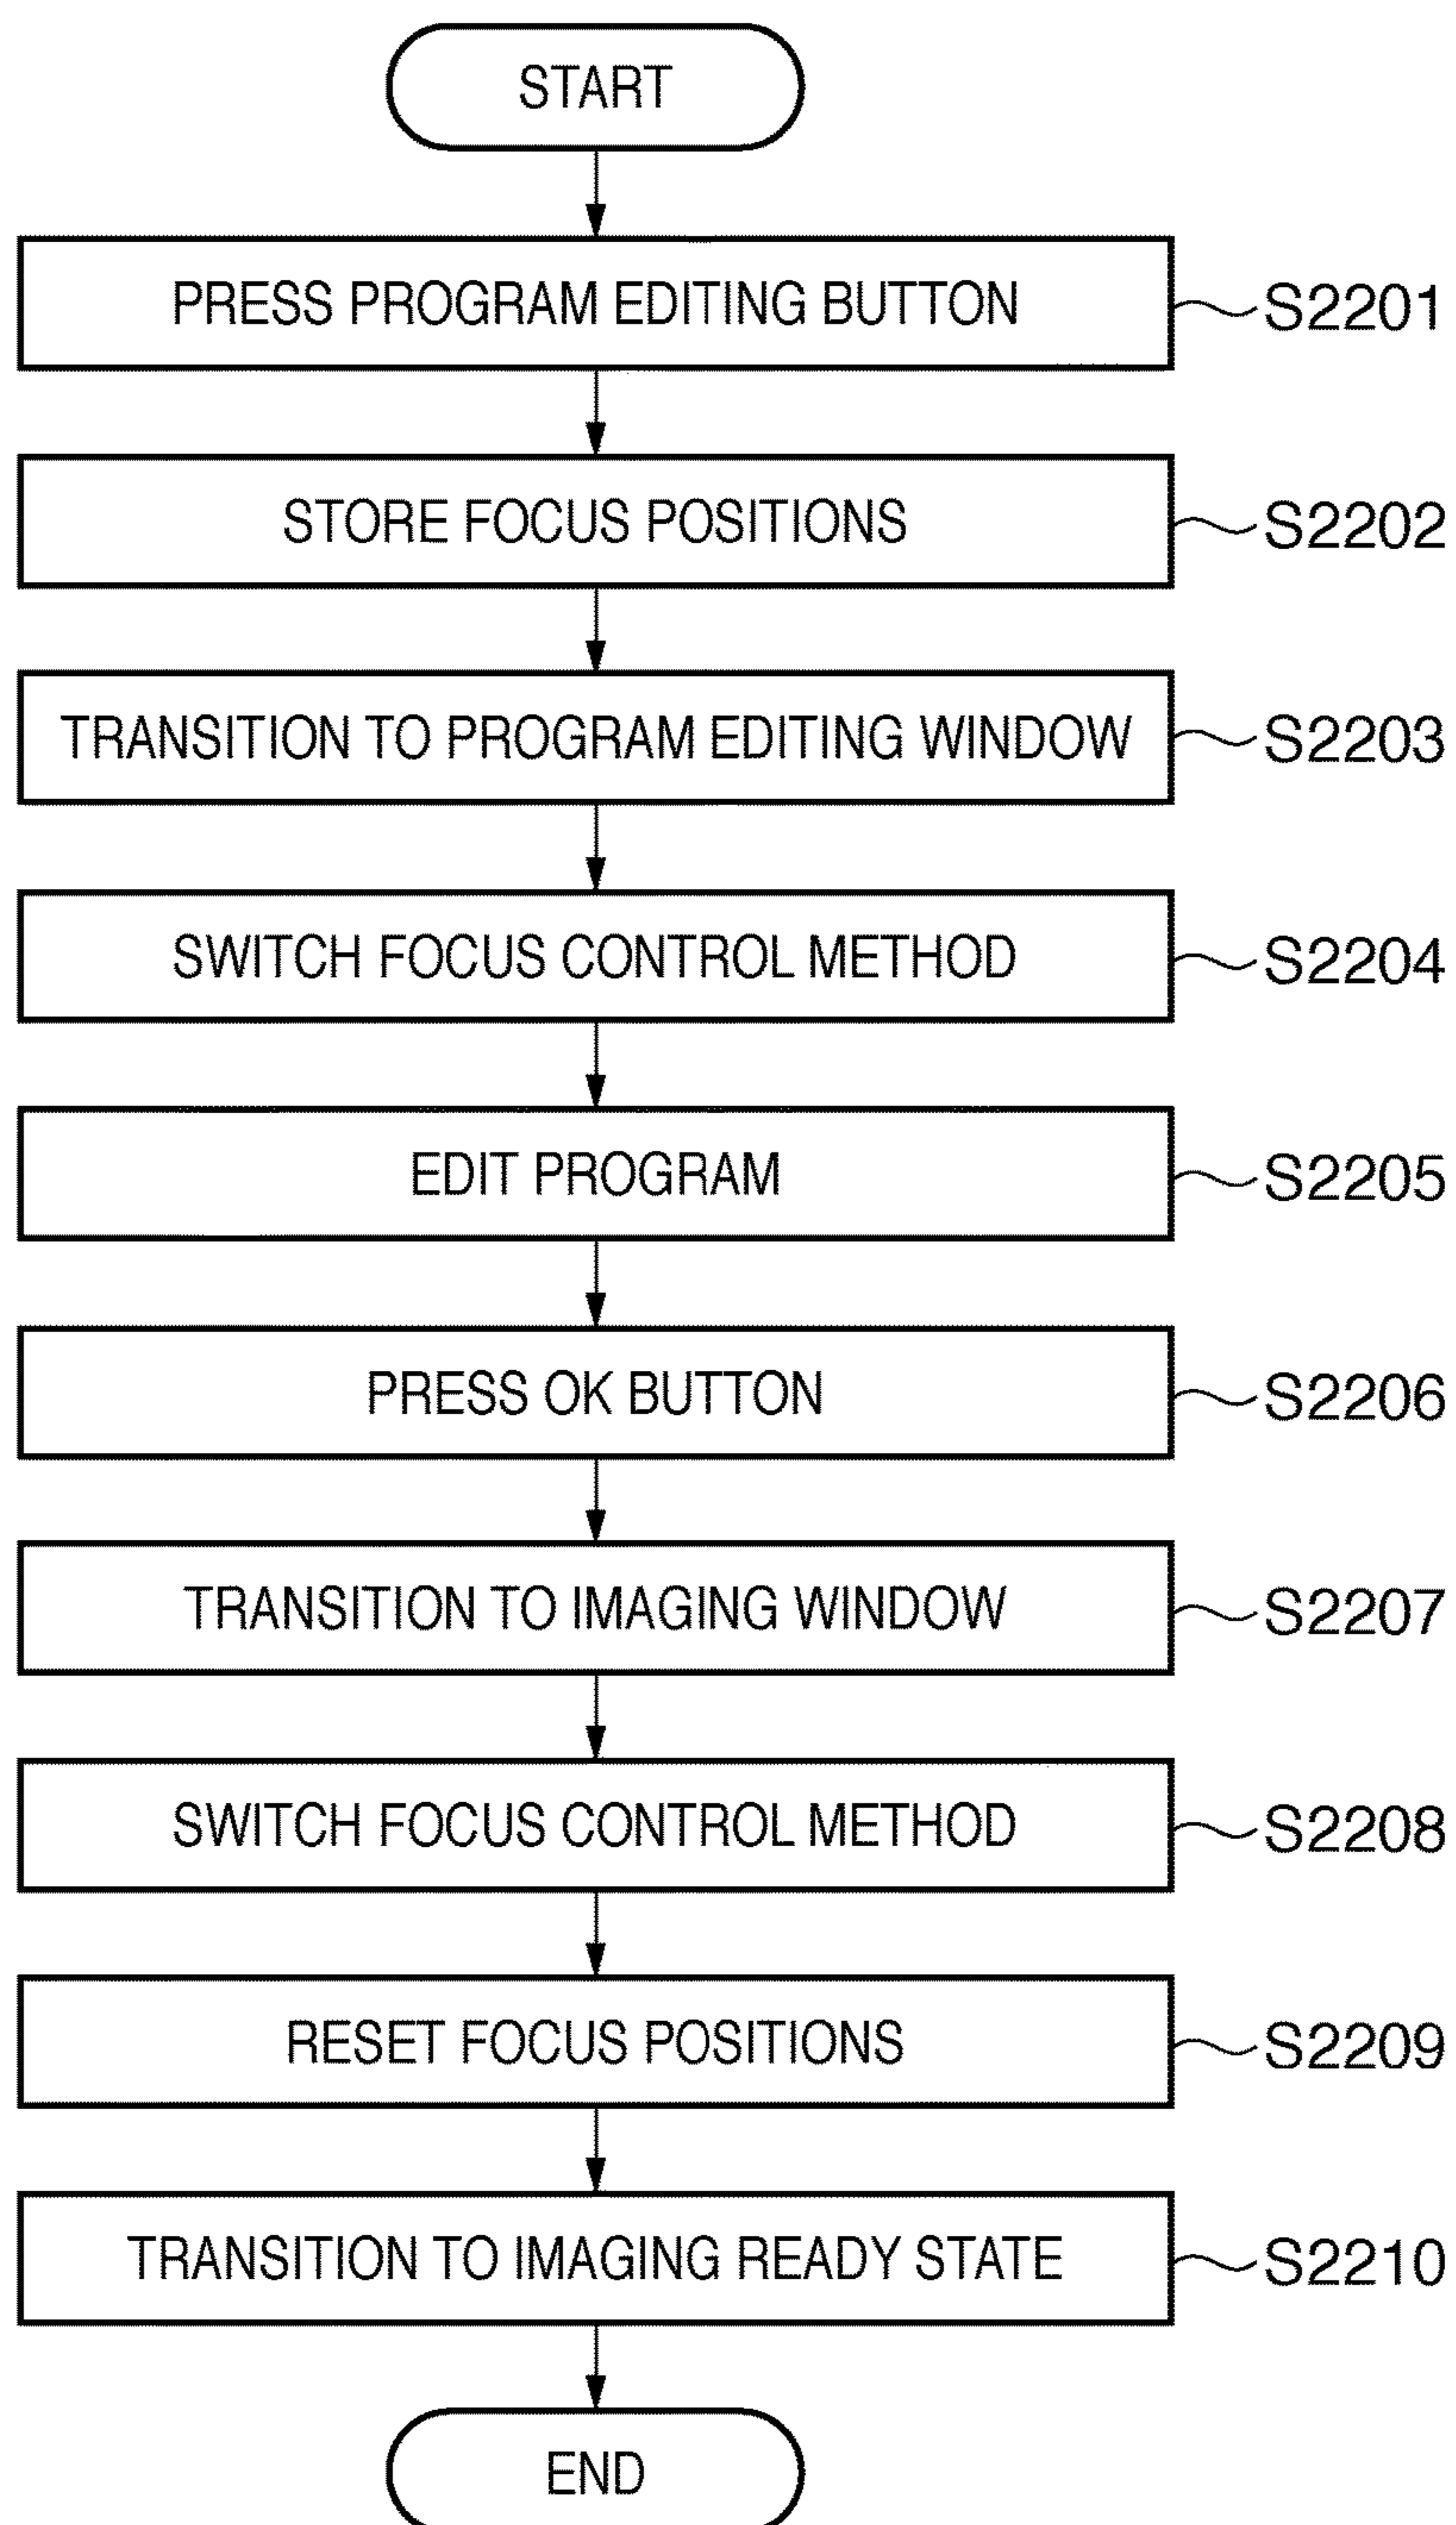 START
PRESS PROGRAM EDITING BUTTON S2201
STORE FOCUS POSITIONS S2202
TRANSITION TO PROGRAM EDITING WINDOW S2203
SWITCH FOCUS CONTROL METHOD S2204
EDIT PROGRAM S2205
PRESS OK BUTTON S2206
TRANSITION TO IMAGING WINDOW S2207
SWITCH FOCUS CONTROL METHOD S2208
RESET FOCUS POSITIONS S2209
TRANSITION TO IMAGING READY STATE S2210
END